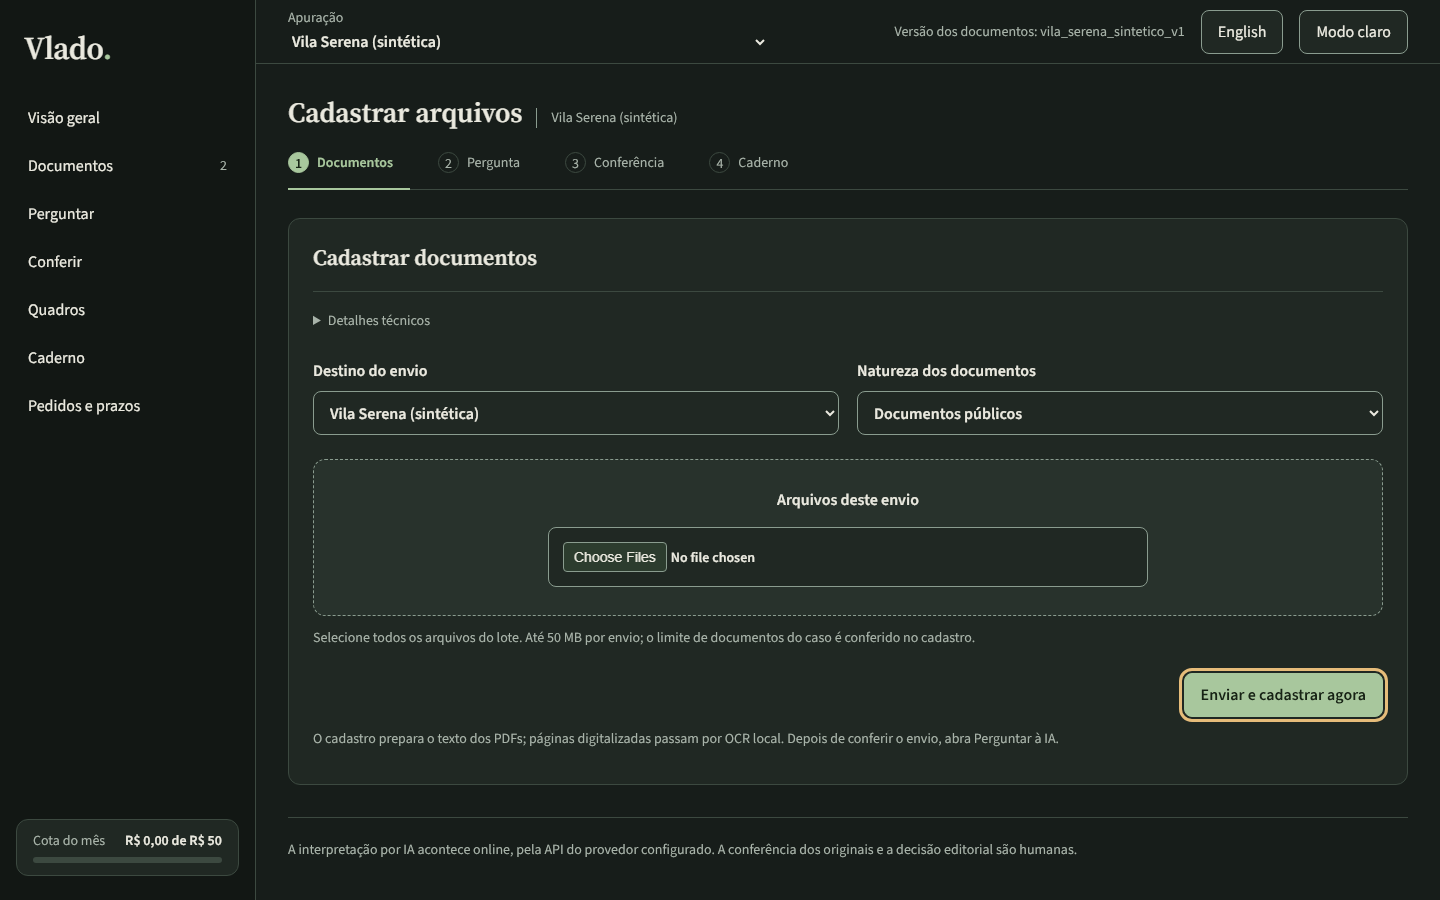 Vlado.
Visão geral
Documentos 2
Perguntar
Conferir
Quadros
Caderno
Pedidos e prazos
Cota do mês R$ 0,00 de R$ 50
Apuração
Vila Serena (sintética)
Versão dos documentos: vila_serena_sintetico_v1
English
Modo claro
Cadastrar arquivos Vila Serena (sintética)
1 Documentos 2 Pergunta 3 Conferência 4 Caderno
Cadastrar documentos
Detalhes técnicos
Destino do envio
Vila Serena (sintética)
Natureza dos documentos
Documentos públicos
Arquivos deste envio
Choose Files No file chosen
Selecione todos os arquivos do lote. Até 50 MB por envio; o limite de documentos do caso é conferido no cadastro.
Enviar e cadastrar agora
O cadastro prepara o texto dos PDFs; páginas digitalizadas passam por OCR local. Depois de conferir o envio, abra Perguntar à IA.
A interpretação por IA acontece online, pela API do provedor configurado. A conferência dos originais e a decisão editorial são humanas.